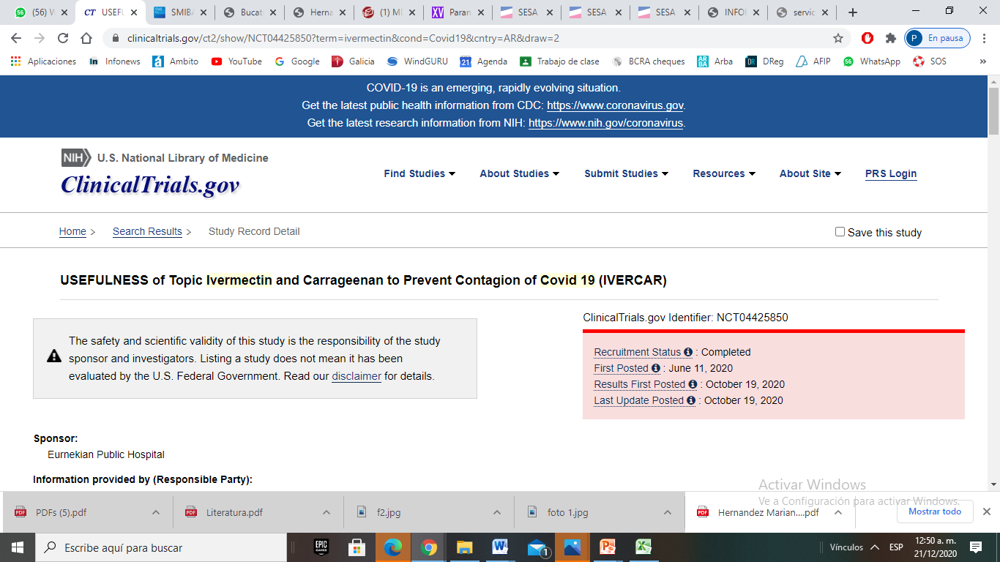 (56) W
USEFU
SMIBA
Bucat
Herna
(1) MI
Paran
SESA
SESA
SESA
INFO
servic
clinicaltrials.gov/ct2/show/NCT04425850?term=ivermectin&cond=Covid19&cntry=AR&draw=2
P En pausa
Aplicaciones Infonews Ambito YouTube Google Galicia WindGURU Agenda Trabajo de clase BCRA cheques Arba DReg AFIP WhatsApp SOS »
COVID-19 is an emerging, rapidly evolving situation.
Get the latest public health information from CDC: https://www.coronavirus.gov.
Get the latest research information from NIH: https://www.nih.gov/coronavirus.
NIH U.S. National Library of Medicine
ClinicalTrials.gov
Find Studies About Studies Submit Studies Resources About Site PRS Login
Home > Search Results > Study Record Detail
Save this study
USEFULNESS of Topic Ivermectin and Carrageenan to Prevent Contagion of Covid 19 (IVERCAR)
The safety and scientific validity of this study is the responsibility of the study
sponsor and investigators. Listing a study does not mean it has been
evaluated by the U.S. Federal Government. Read our disclaimer for details.
ClinicalTrials.gov Identifier: NCT04425850
Recruitment Status : Completed
First Posted : June 11, 2020
Results First Posted : October 19, 2020
Last Update Posted : October 19, 2020
Sponsor:
Eurnekian Public Hospital
Information provided by (Responsible Party):
Activar Windows
Ve a Configuración para activar Windows.
PDFs (5).pdf
Literatura.pdf
f2.jpg
foto 1.jpg
Hernandez Marian....pdf
Mostrar todo
Escribe aquí para buscar
EPIC GAMES
1
Vínculos
ESP
12:50 a. m.
21/12/2020